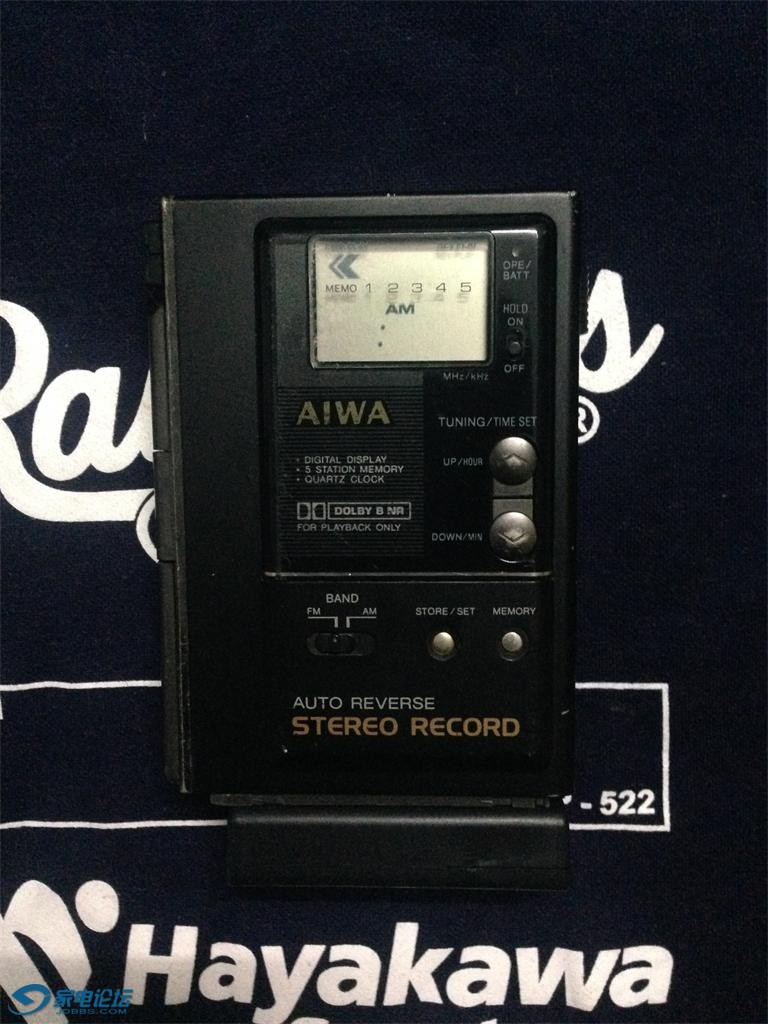 OPE/
BATT
MEMO 1 2 3 4 5
AM
:
HOLD
ON
OFF
MHz/kHz
AIWA
TUNING/TIME SET
• DIGITAL DISPLAY
• 5 STATION MEMORY
• QUARTZ CLOCK
UP/HOUR
DOLBY B NR
FOR PLAYBACK ONLY
DOWN/MIN
BAND
FM
AM
STORE/SET
MEMORY
AUTO REVERSE
STEREO RECORD
®
-522
Hayakawa
家电论坛
JDBBS.COM